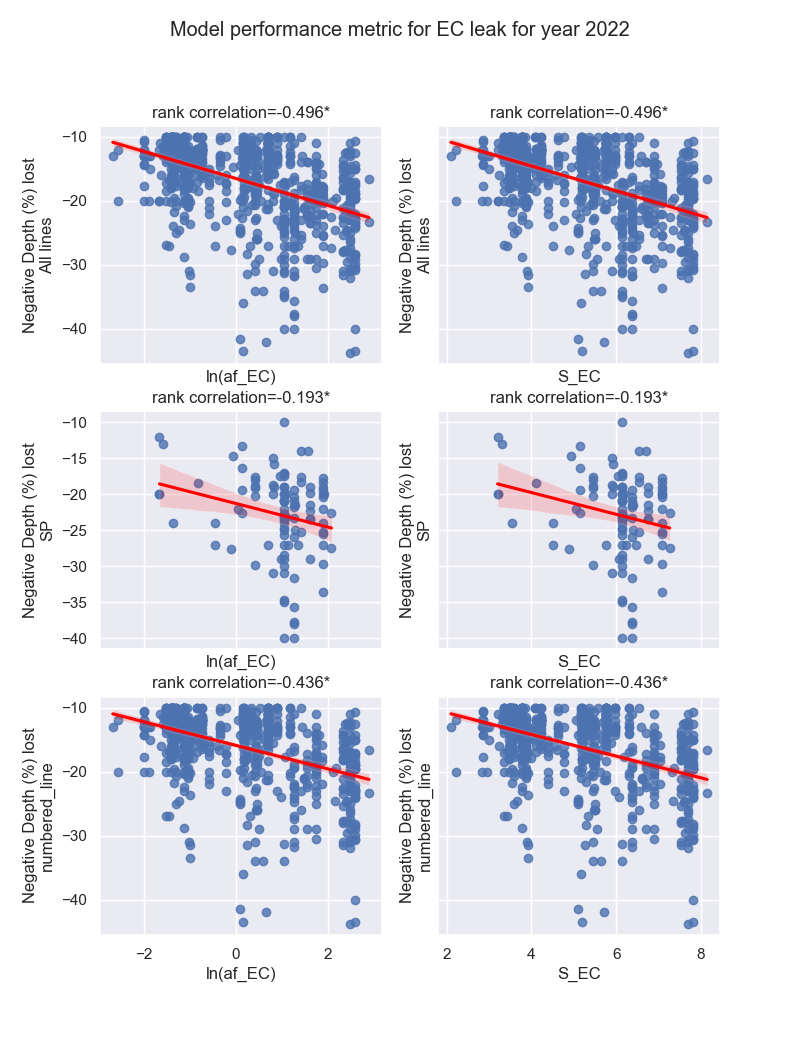 Model performance metric for EC leak for year 2022
rank correlation=-0.496*
rank correlation=-0.496*
−10
−20
−30
−40
Negative Depth (%) lost
All lines
Negative Depth (%) lost
All lines
ln(af_EC)
S_EC
rank correlation=-0.193*
rank correlation=-0.193*
−10
−15
−20
−25
−30
−35
−40
Negative Depth (%) lost
SP
Negative Depth (%) lost
SP
ln(af_EC)
S_EC
rank correlation=-0.436*
rank correlation=-0.436*
−10
−20
−30
−40
Negative Depth (%) lost
numbered_line
Negative Depth (%) lost
numbered_line
−2 0 2
2 4 6 8
ln(af_EC)
S_EC